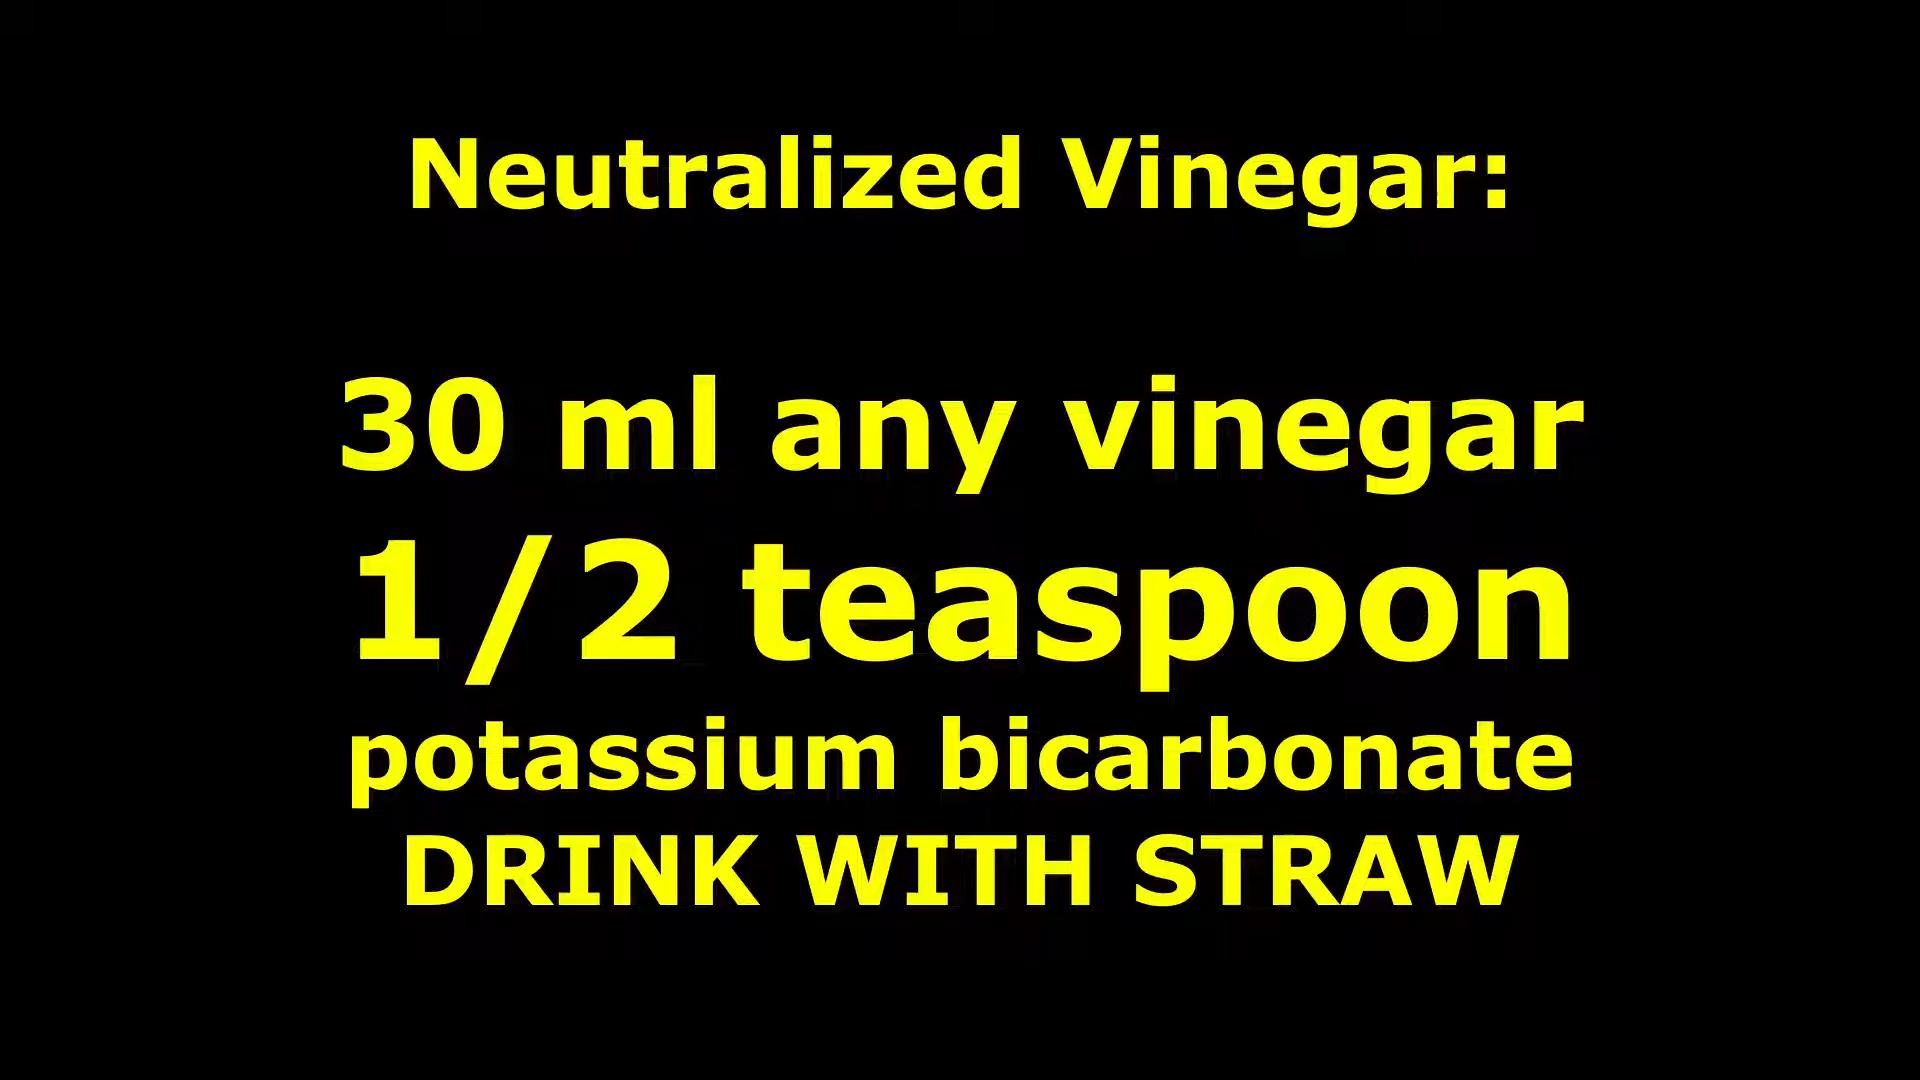 Neutralized Vinegar:
30 ml any vinegar
1/2 teaspoon
potassium bicarbonate
DRINK WITH STRAW